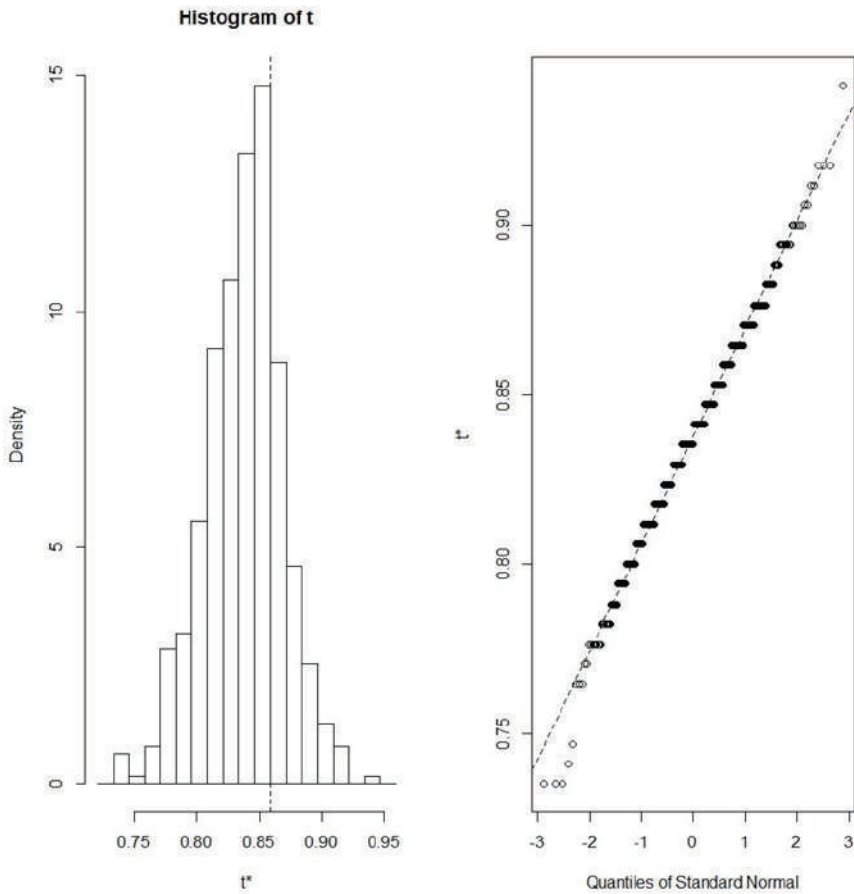 Histogram of t
Density
0
5
10
15
0.75 0.80 0.85 0.90 0.95
t*
t*
0.75
0.80
0.85
0.90
-3 -2 -1 0 1 2 3
Quantiles of Standard Normal